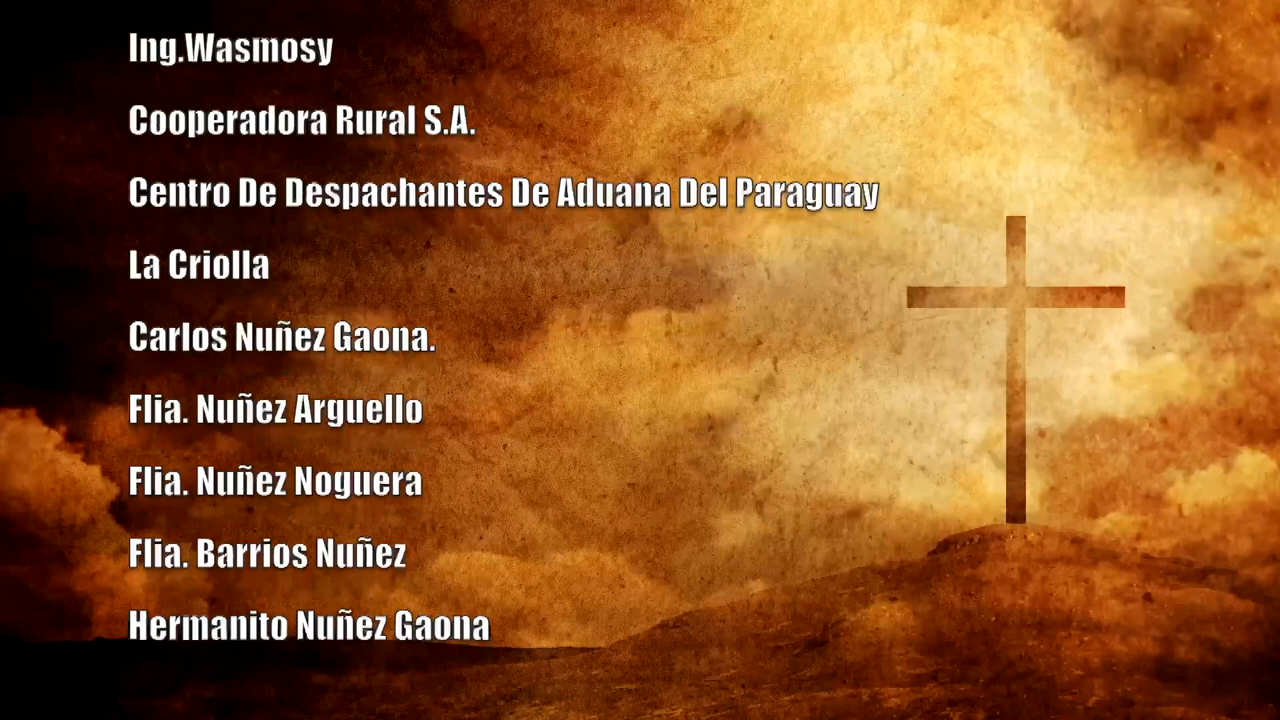 Ing.Wasmosy
Cooperadora Rural S.A.
Centro De Despachantes De Aduana Del Paraguay
La Criolla
Carlos Nuñez Gaona.
Flia. Nuñez Arguello
Flia. Nuñez Noguera
Flia. Barrios Nuñez
Hermanito Nuñez Gaona